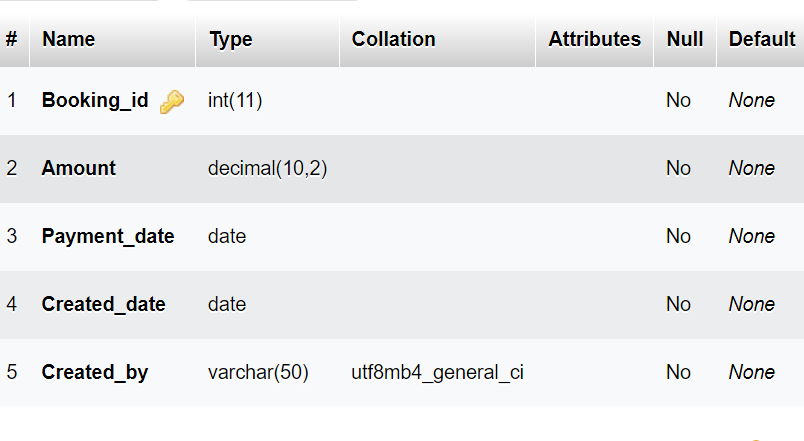 # Name Type Collation Attributes Null Default
1 Booking_id int(11) No None
2 Amount decimal(10,2) No None
3 Payment_date date No None
4 Created_date date No None
5 Created_by varchar(50) utf8mb4_general_ci No None